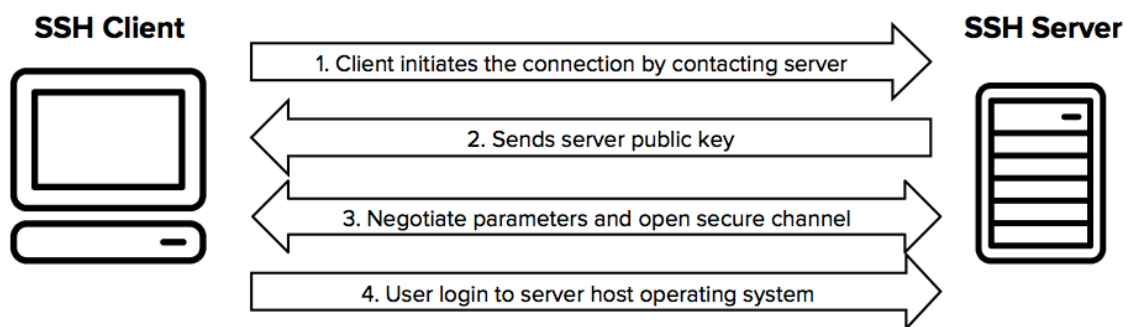 SSH Client
SSH Server
1. Client initiates the connection by contacting server
2. Sends server public key
3. Negotiate parameters and open secure channel
4. User login to server host operating system